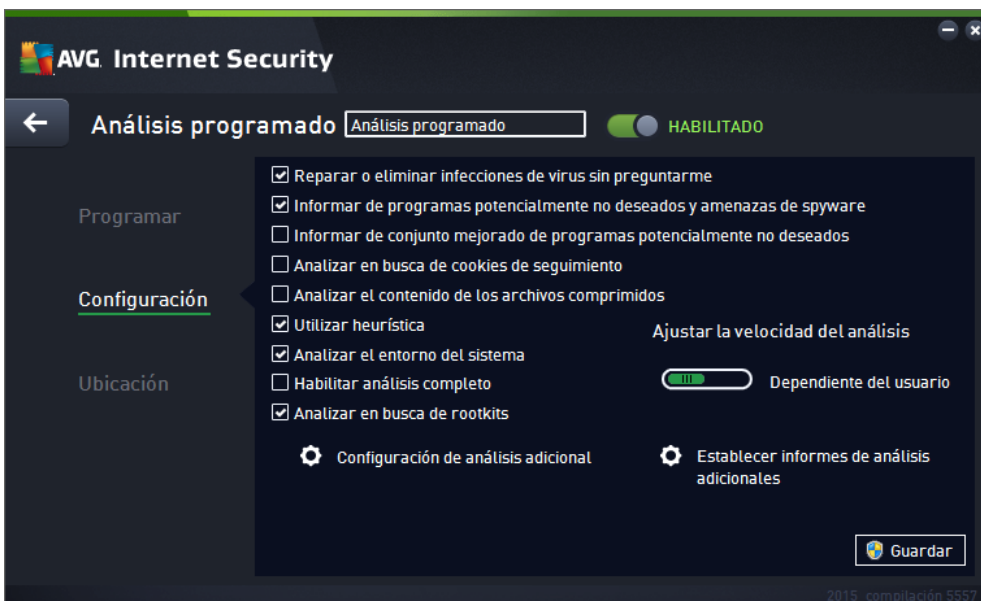 AVG Internet Security
Análisis programado
Análisis programado
HABILITADO
Programar
Configuración
Ubicación
Reparar o eliminar infecciones de virus sin preguntarme
Informar de programas potencialmente no deseados y amenazas de spyware
Informar de conjunto mejorado de programas potencialmente no deseados
Analizar en busca de cookies de seguimiento
Analizar el contenido de los archivos comprimidos
Utilizar heurística
Analizar el entorno del sistema
Habilitar análisis completo
Analizar en busca de rootkits
Ajustar la velocidad del análisis
Dependiente del usuario
Configuración de análisis adicional
Establecer informes de análisis
adicionales
Guardar
2015 compilación 5557